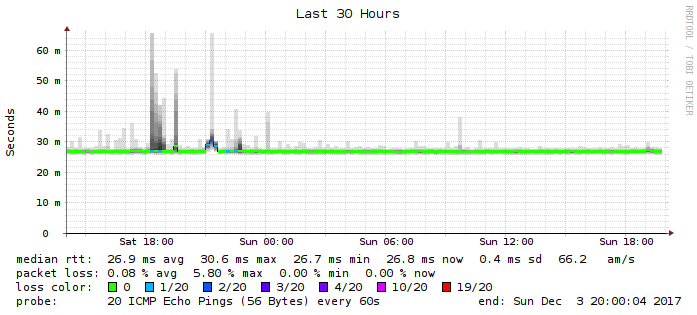 Last 30 Hours
RRDTOOL / TOBI OETIKER
Seconds
60 m
50 m
40 m
30 m
20 m
10 m
0
Sat 18:00 Sun 00:00 Sun 06:00 Sun 12:00 Sun 18:00
median rtt: 26.9 ms avg 30.6 ms max 26.7 ms min 26.8 ms now 0.4 ms sd 66.2 am/s
packet loss: 0.08 % avg 5.80 % max 0.00 % min 0.00 % now
loss color: 0 1/20 2/20 3/20 4/20 10/20 19/20
probe: 20 ICMP Echo Pings (56 Bytes) every 60s end: Sun Dec 3 20:00:04 2017